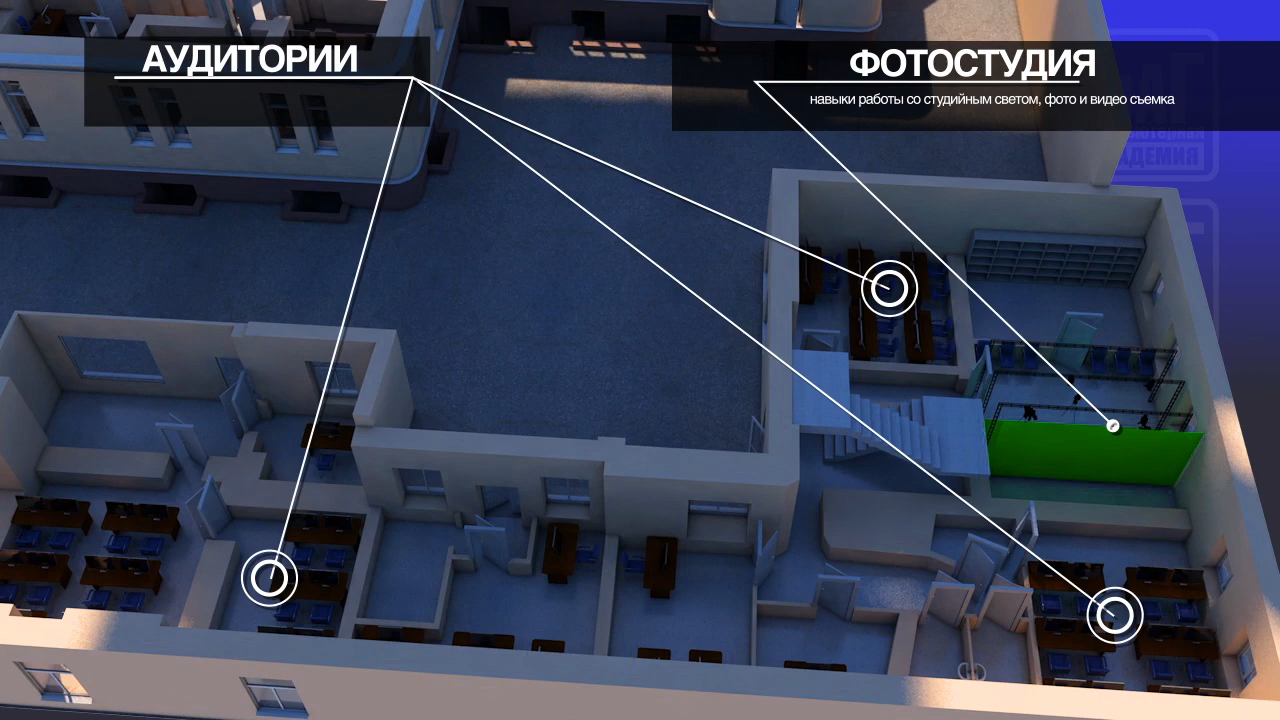 АУДИТОРИИ
ФОТОСТУДИЯ
навыки работы со студийным светом, фото и видео съемка